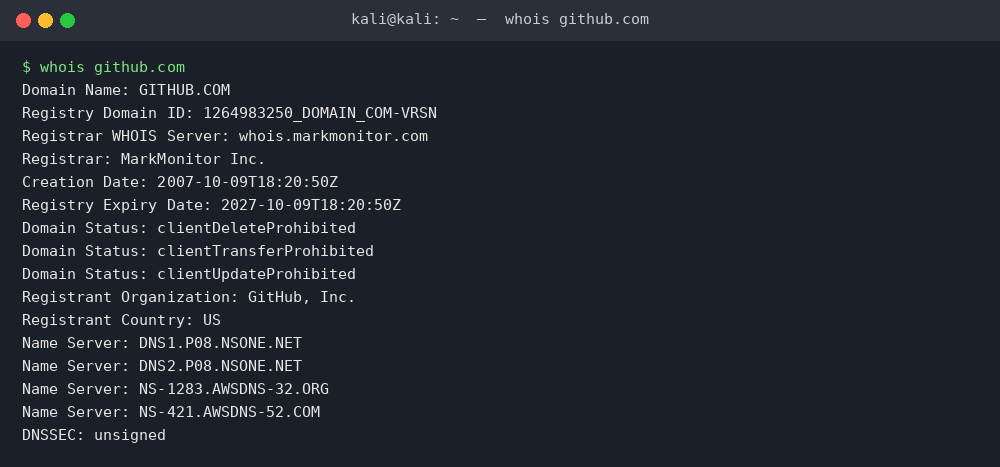 kali@kali: ~  —  whois github.com
$ whois github.com
Domain Name: GITHUB.COM
Registry Domain ID: 1264983250_DOMAIN_COM-VRSN
Registrar WHOIS Server: whois.markmonitor.com
Registrar: MarkMonitor Inc.
Creation Date: 2007-10-09T18:20:50Z
Registry Expiry Date: 2027-10-09T18:20:50Z
Domain Status: clientDeleteProhibited
Domain Status: clientTransferProhibited
Domain Status: clientUpdateProhibited
Registrant Organization: GitHub, Inc.
Registrant Country: US
Name Server: DNS1.P08.NSONE.NET
Name Server: DNS2.P08.NSONE.NET
Name Server: NS-1283.AWSDNS-32.ORG
Name Server: NS-421.AWSDNS-52.COM
DNSSEC: unsigned